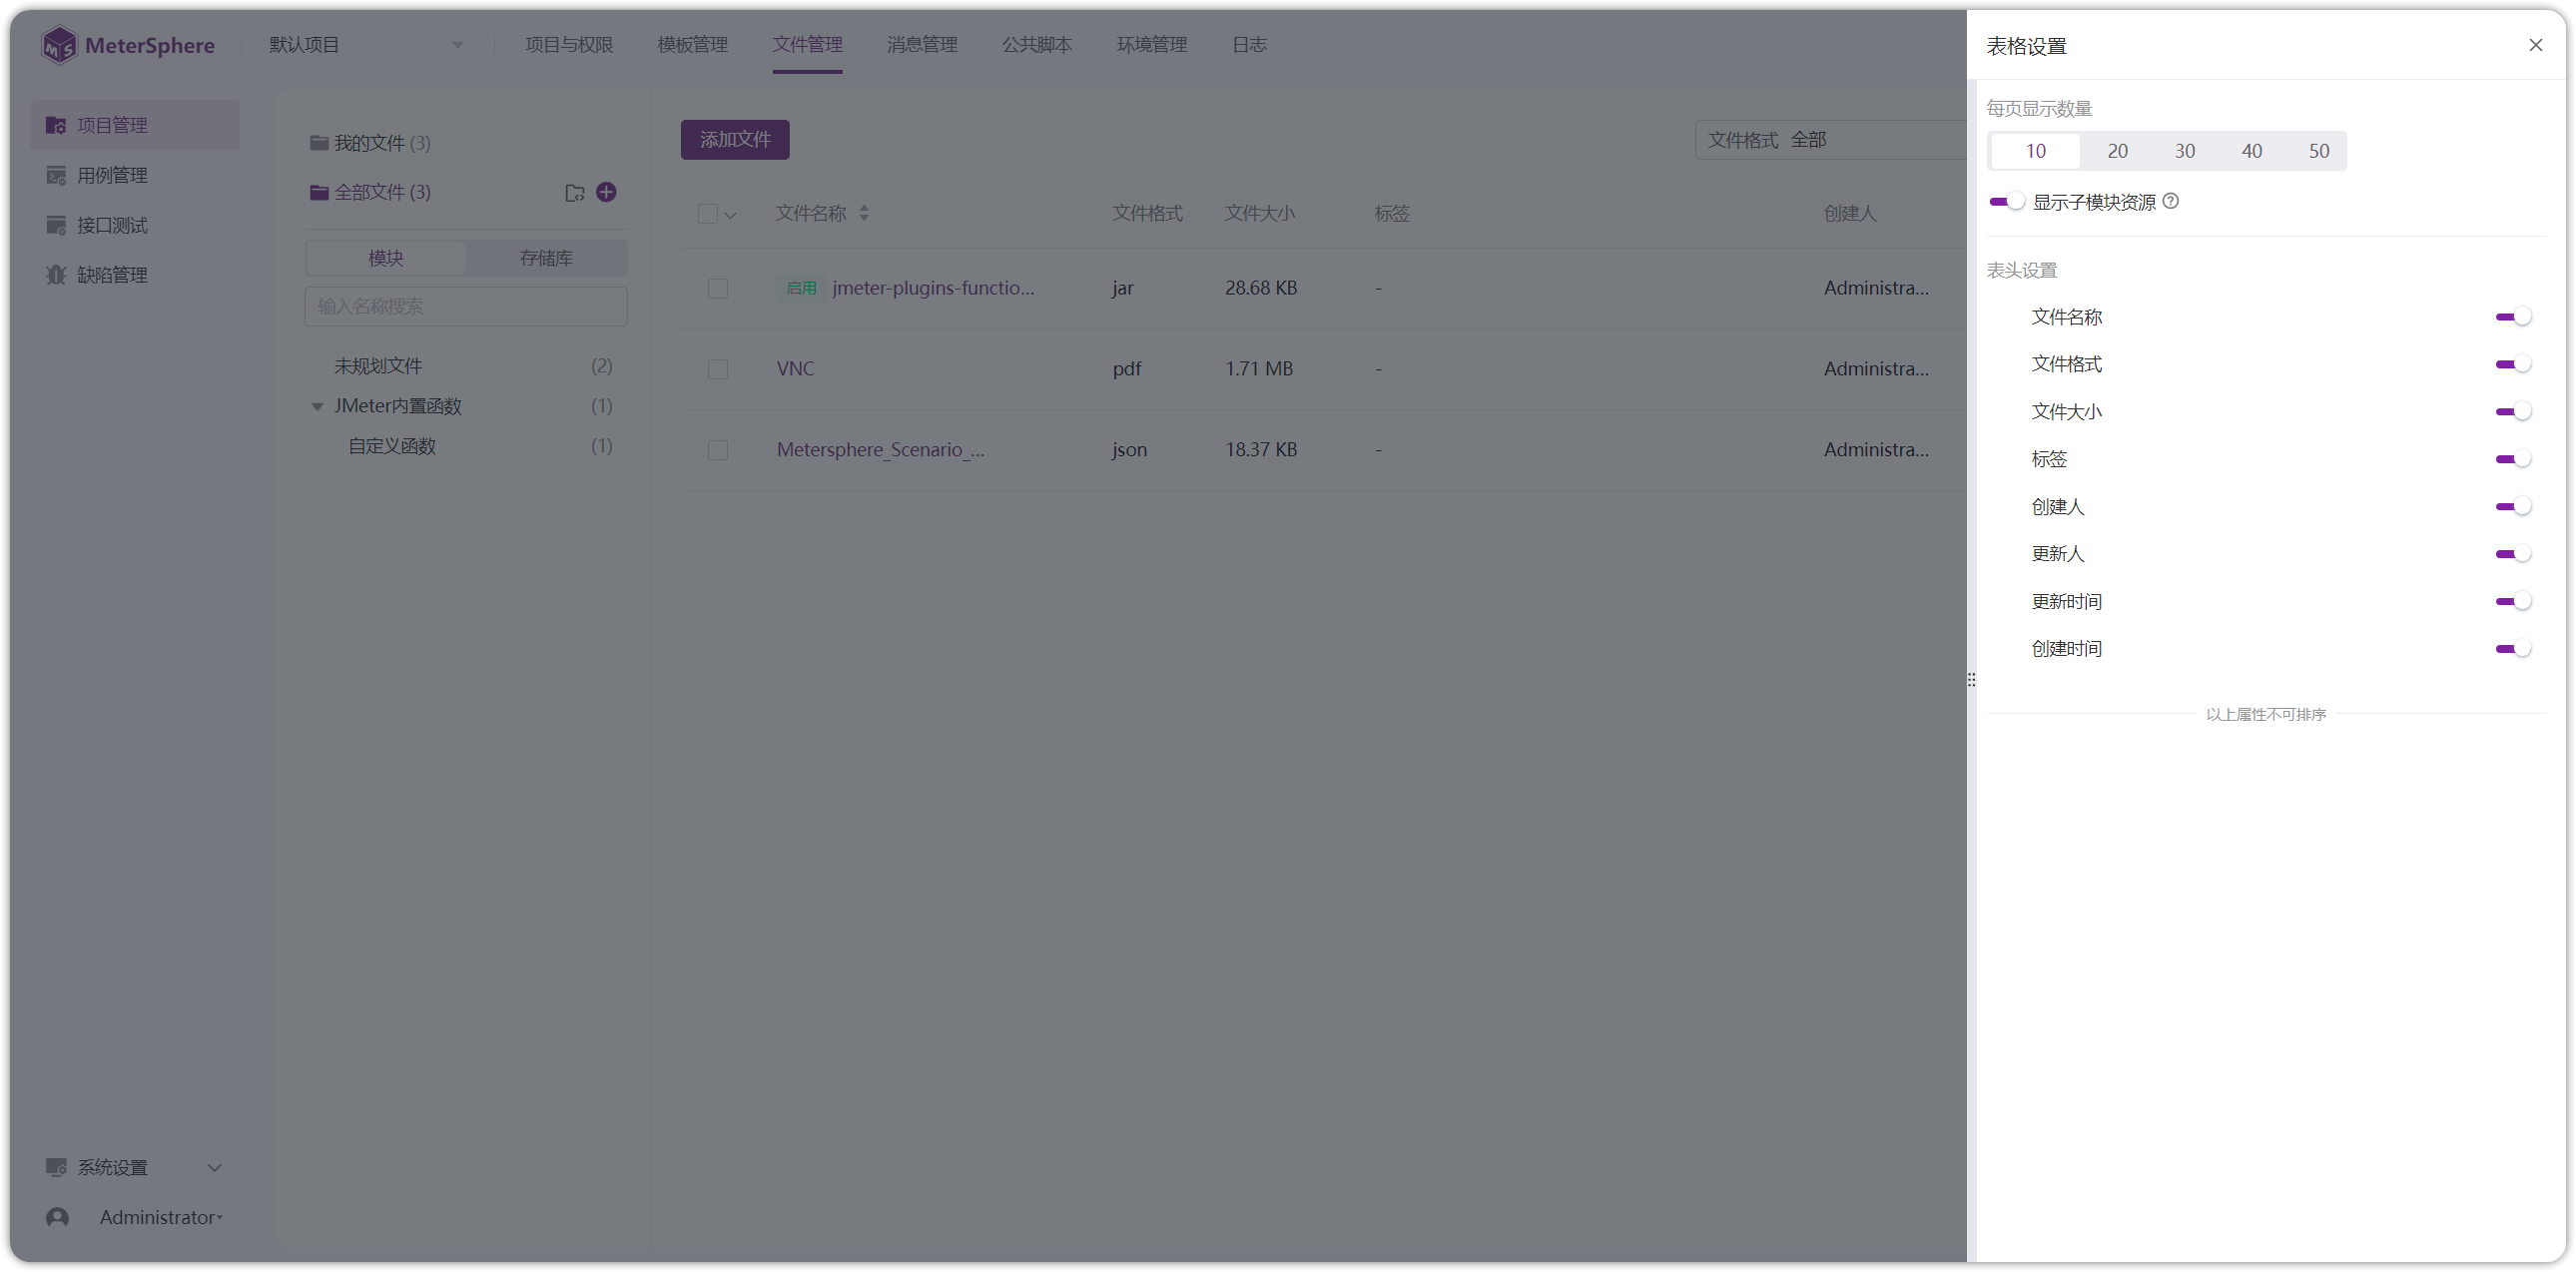 MeterSphere
默认项目
项目与权限
模板管理
文件管理
消息管理
公共脚本
环境管理
日志
项目管理
用例管理
接口测试
缺陷管理
系统设置
Administrator
我的文件 (3)
全部文件 (3)
模块
存储库
输入名称搜索
未规划文件 (2)
JMeter内置函数 (1)
自定义函数 (1)
添加文件
文件格式 全部
文件名称 文件格式 文件大小 标签 创建人
启用 jmeter-plugins-functio... jar 28.68 KB - Administra...
VNC pdf 1.71 MB - Administra...
Metersphere_Scenario_... json 18.37 KB - Administra...
表格设置
每页显示数量
10 20 30 40 50
显示子模块资源
表头设置
文件名称
文件格式
文件大小
标签
创建人
更新人
更新时间
创建时间
以上属性不可排序